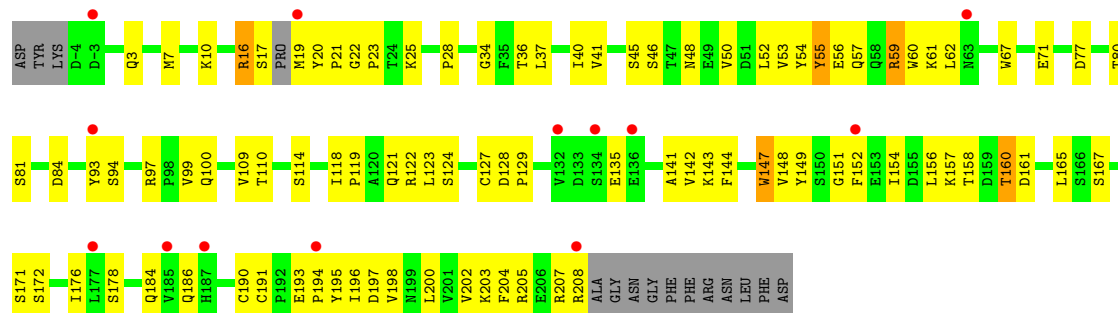 ASP TYR LYS D-4 D-3 Q3 M7 K10 R16 S17 PRO M19 Y20 P21 G22 P23 T24 K25 P28 G34 F35 T36 L37 I40 V41 S45 S46 T47 N48 E49 V50 D51 L52 V53 Y54 Y55 E56 Q57 Q58 R59 W60 K61 L62 N63 W67 E71 D77 T80
S81 D84 Y93 S94 R97 P98 V99 Q100 V109 T110 S114 I118 P119 A120 Q121 R122 L123 S124 C127 D128 P129 V132 D133 S134 E135 E136 A141 V142 K143 F144 W147 V148 Y149 S150 G151 F152 E153 I154 D155 L156 K157 T158 D159 T160 D161 L165 S166 S167
S171 S172 I176 L177 S178 Q184 V185 Q186 H187 C190 C191 P192 E193 P194 Y195 I196 D197 V198 N199 L200 V201 V202 K203 F204 R205 E206 R207 R208 ALA GLY ASN GLY PHE PHE ARG ASN LEU PHE ASP